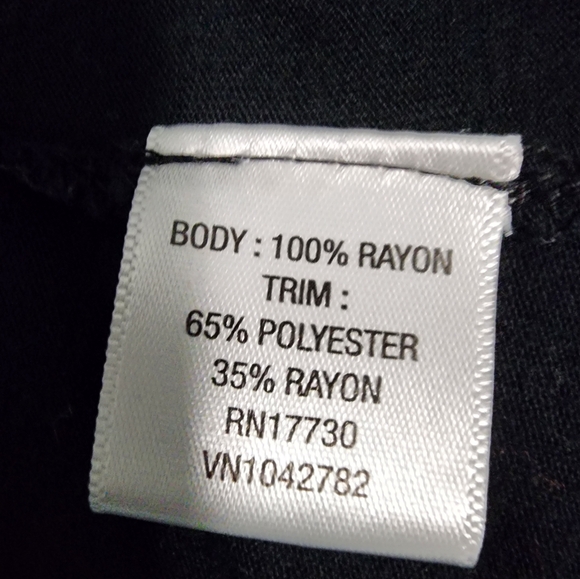 BODY : 100% RAYON
TRIM :
65% POLYESTER
35% RAYON
RN17730
VN1042782